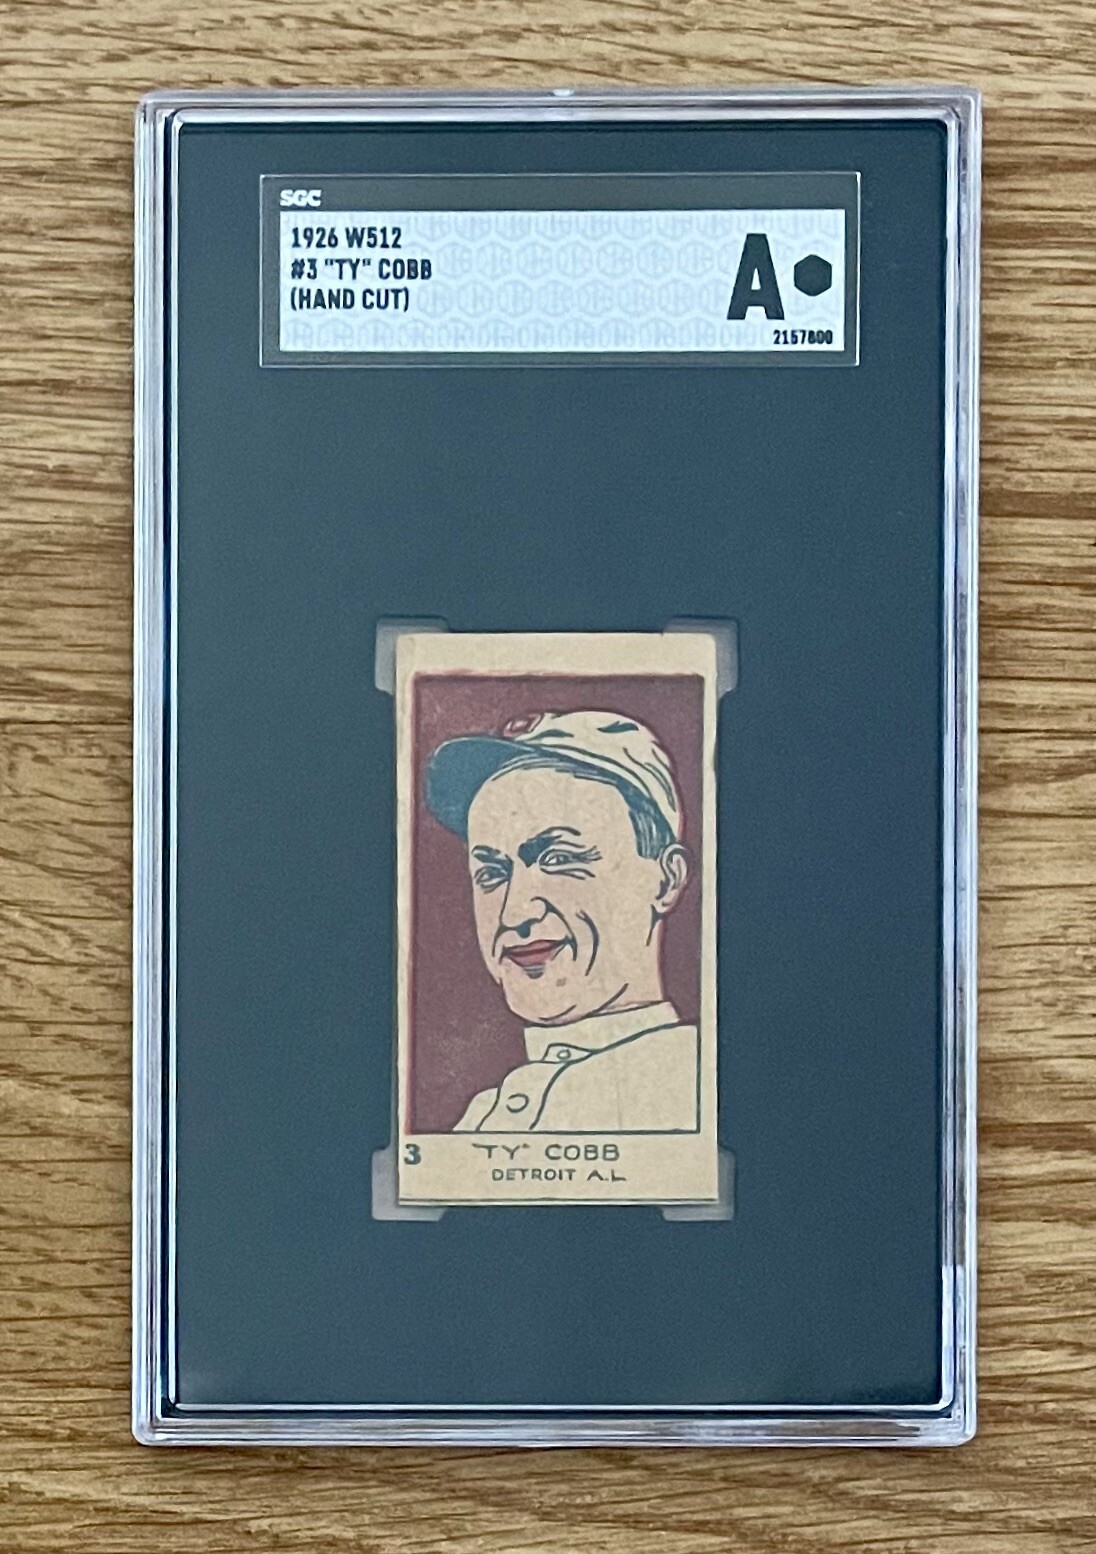 SGC
1926 W512
#3 "TY" COBB
(HAND CUT)
A
2157800
3 "TY" COBB
DETROIT A.L